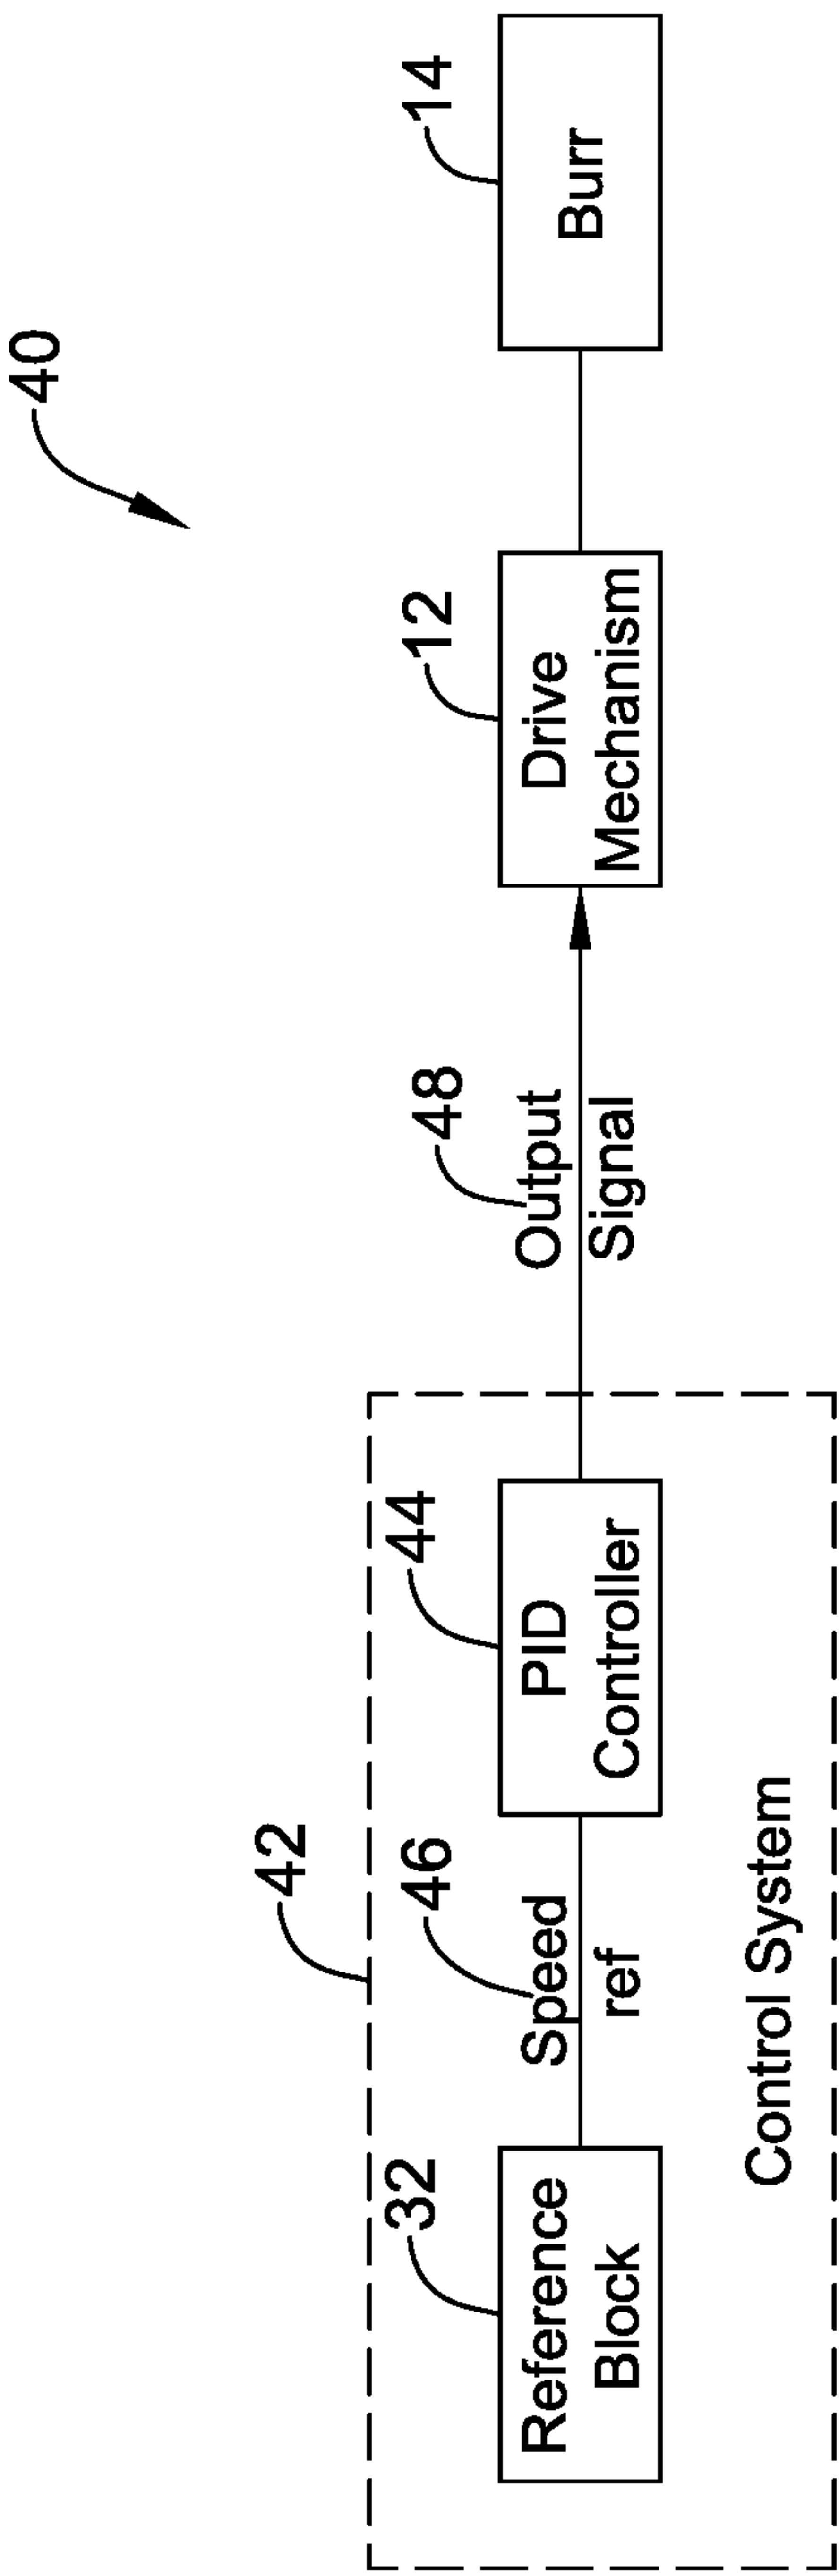 40
42
32
Reference
Block
46
Speed
ref
44
PID
Controller
Control System
48
Output
Signal
12
Drive
Mechanism
14
Burr